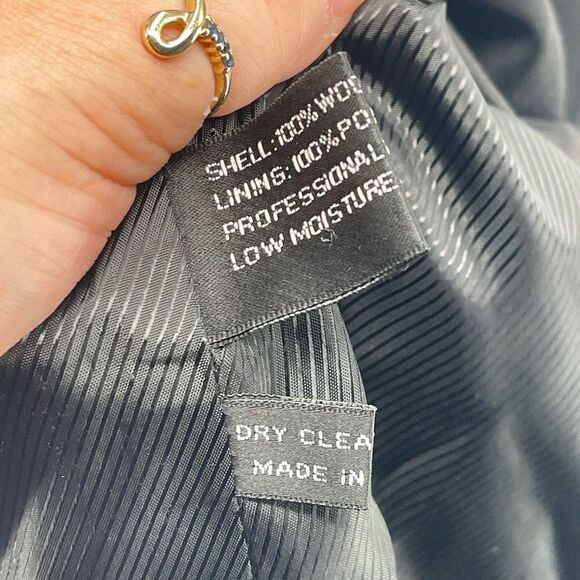 SHELL: 100% WOO
LINING: 100% PO
PROFESSIONAL
LOW MOISTURE
DRY CLEA
MADE IN